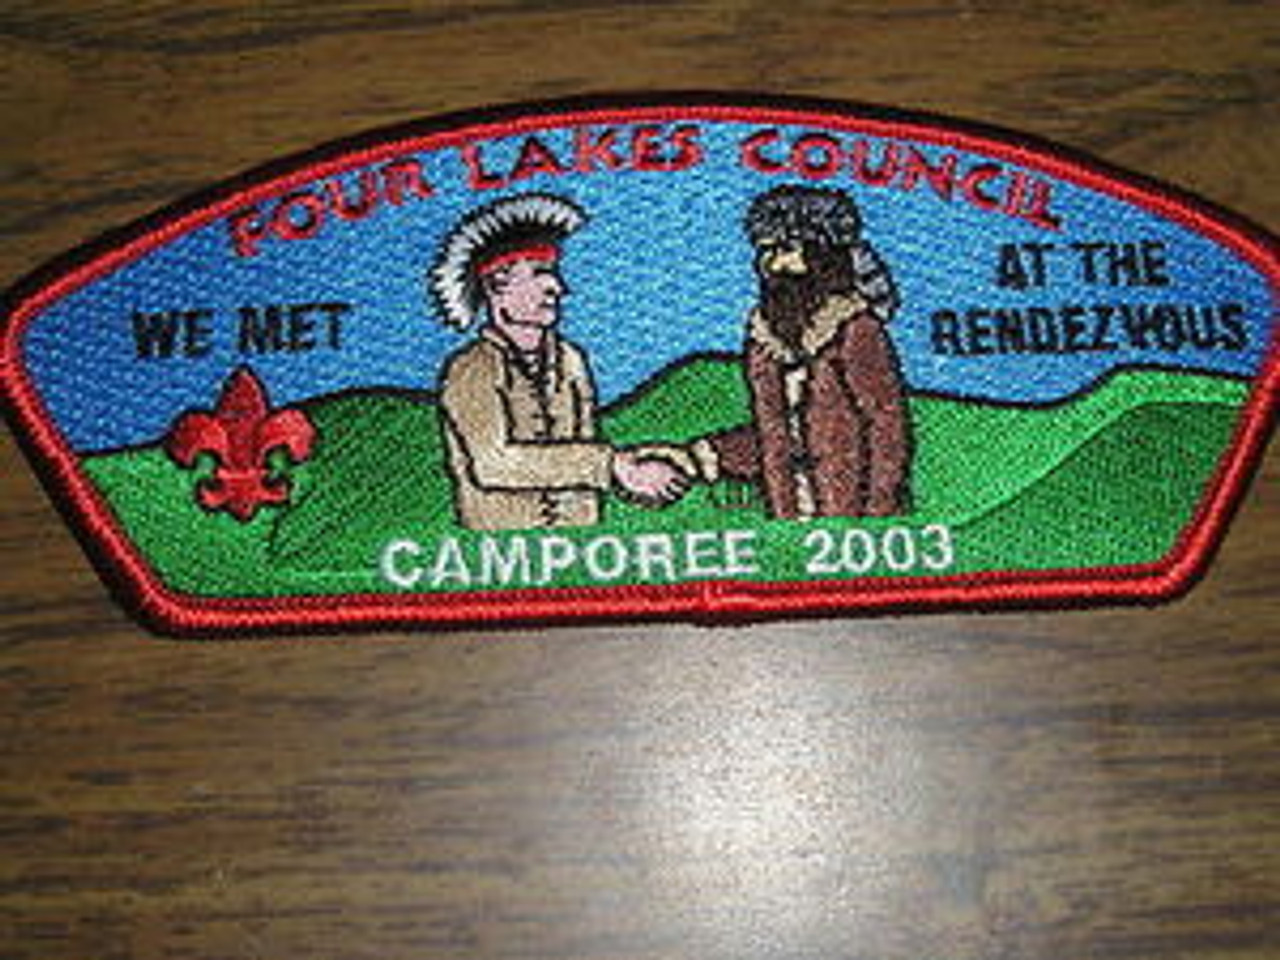 FOUR LAKES COUNCIL
WE MET
AT THE
RENDEZVOUS
CAMPOREE 2003